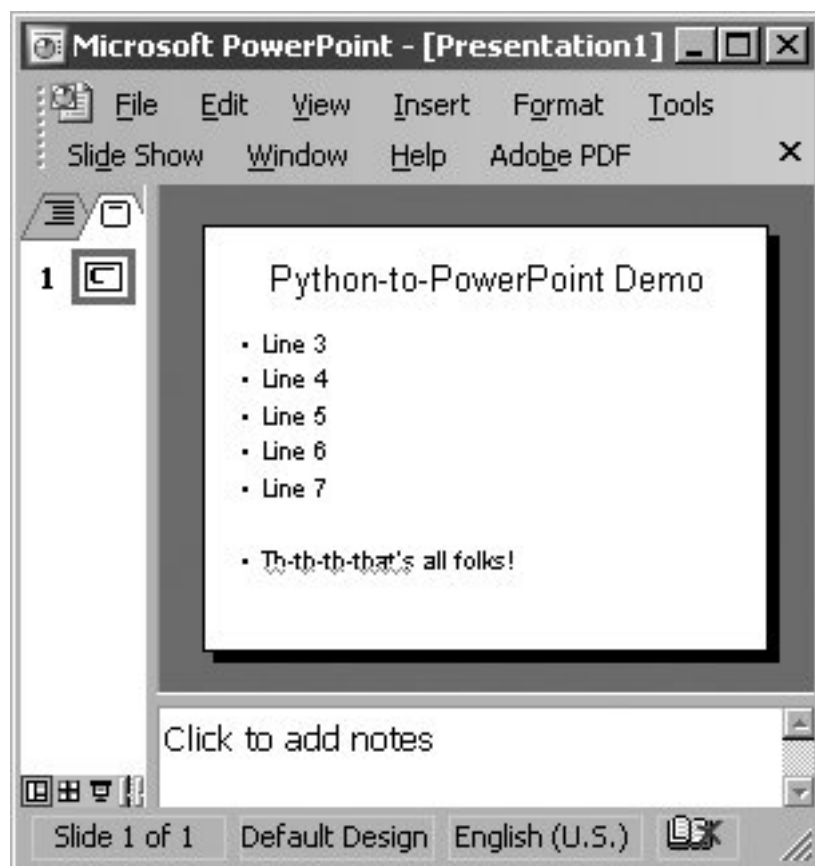 Microsoft PowerPoint - [Presentation1]
File Edit View Insert Format Tools
Slide Show Window Help Adobe PDF
1
Python-to-PowerPoint Demo
• Line 3
• Line 4
• Line 5
• Line 6
• Line 7
• Th-th-th-that's all folks!
Click to add notes
Slide 1 of 1 Default Design English (U.S.)